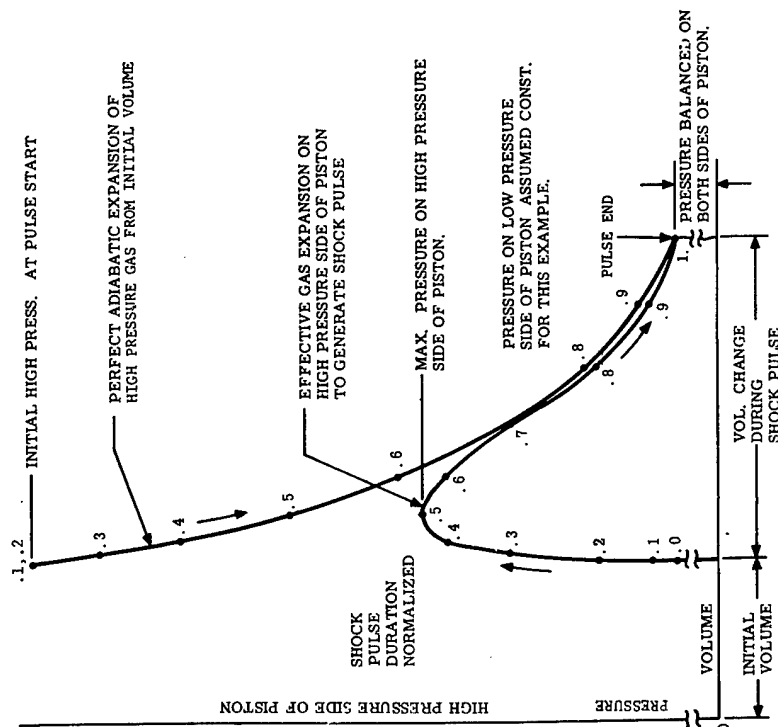 INITIAL HIGH PRESS. AT PULSE START
.1, .2
PERFECT ADIABATIC EXPANSION OF
HIGH PRESSURE GAS FROM INITIAL VOLUME
.3
.4
.5
.6
EFFECTIVE GAS EXPANSION ON
HIGH PRESSURE SIDE OF PISTON
TO GENERATE SHOCK PULSE
MAX. PRESSURE ON HIGH PRESSURE
SIDE OF PISTON.
SHOCK
PULSE
DURATION
NORMALIZED
.5
.4
.6
.3
.7
.2
.8
.8
.1
.9
.9
.0
1.
PRESSURE ON LOW PRESSURE
SIDE OF PISTON ASSUMED CONST.
FOR THIS EXAMPLE.
PULSE END
PRESSURE BALANCED ON
BOTH SIDES OF PISTON.
HIGH PRESSURE SIDE OF PISTON
PRESSURE
VOLUME
INITIAL
VOLUME
VOL. CHANGE
DURING
SHOCK PULSE
0